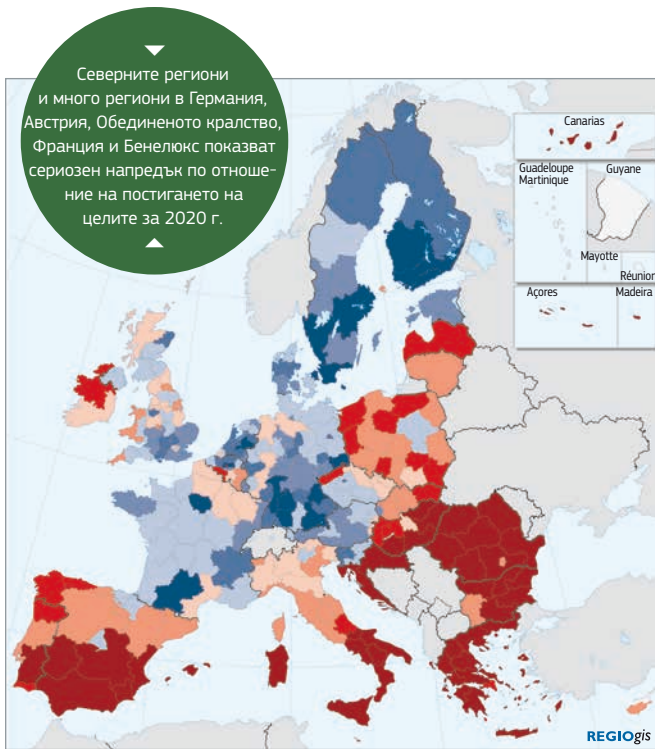 Северните региони
и много региони в Германия,
Австрия, Обединеното кралство,
Франция и Бенелюкс показват
сериозен напредък по отноше-
ние на постигането на
целите за 2020 г.
Canarias
Guadeloupe
Martinique
Guyane
Mayotte
Réunion
Açores
Madeira
REGIOgis